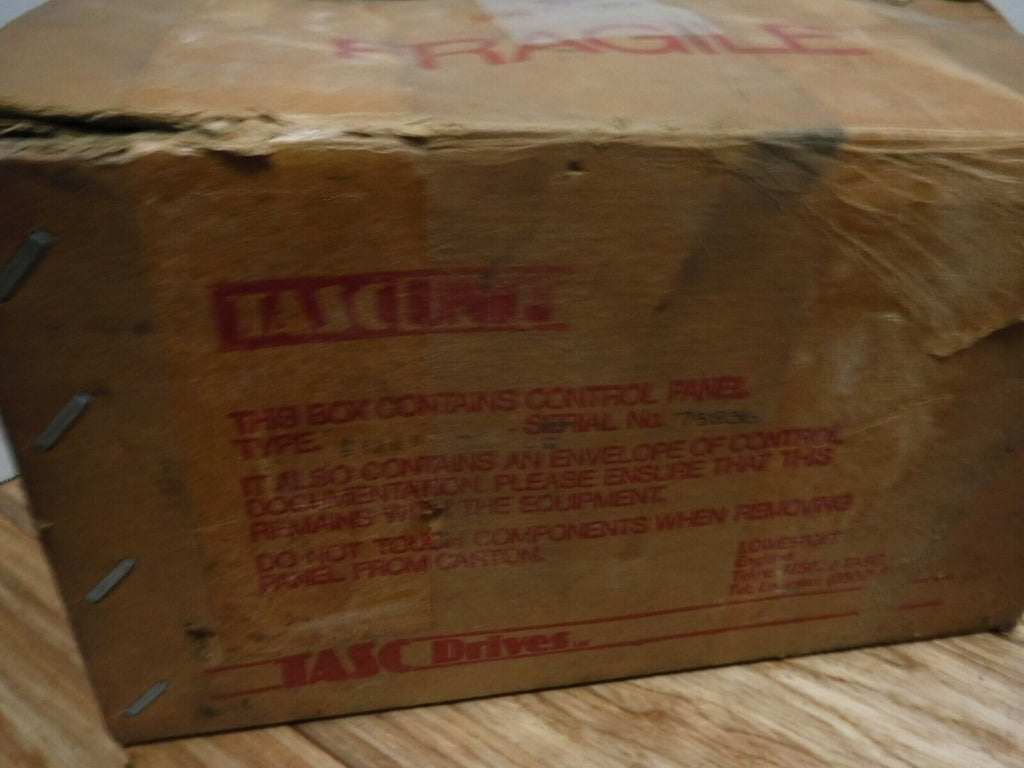 FRAGILE
TASCUNIT
THIS BOX CONTAINS CONTROL PANEL
TYPE SERIAL No.
IT ALSO CONTAINS AN ENVELOPE OF CONTROL
DOCUMENTATION. PLEASE ENSURE THAT THIS
REMAINS WITH THE EQUIPMENT.
DO NOT TOUCH COMPONENTS WHEN REMOVING
PANEL FROM CARTON.
TASC Drives